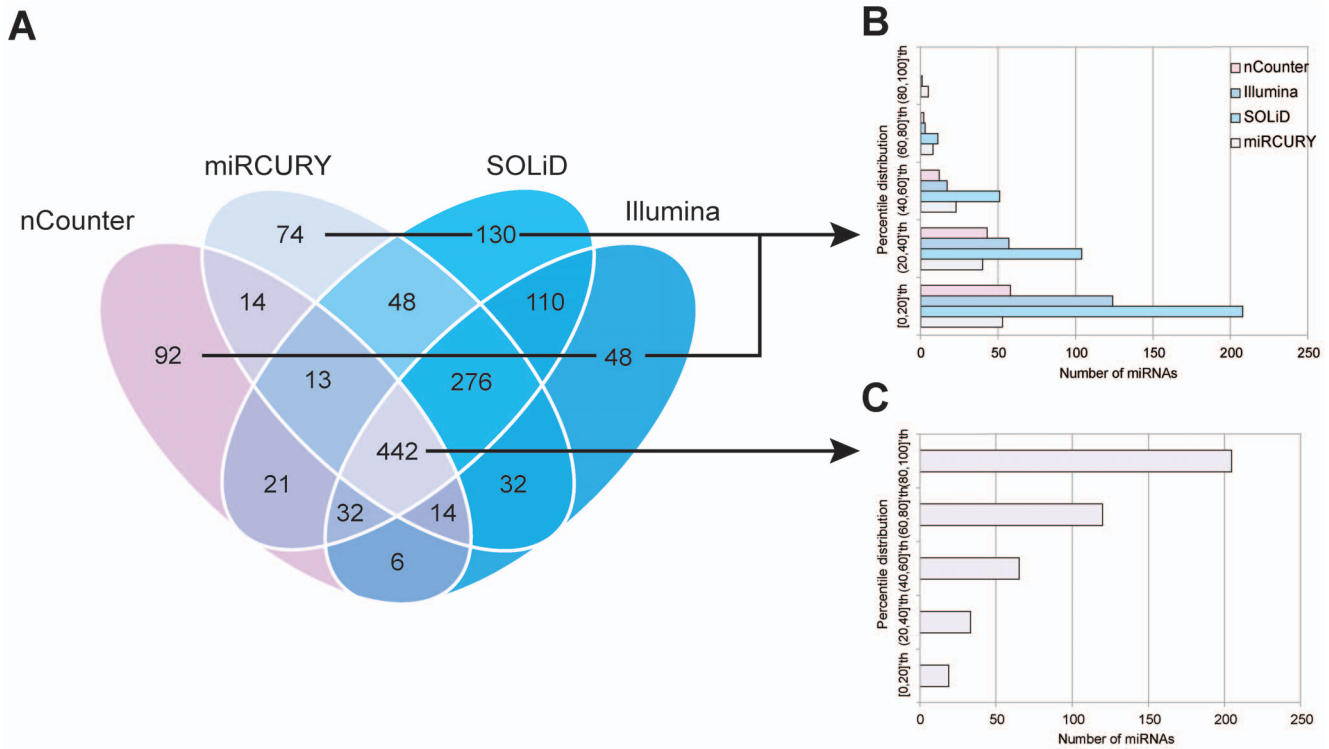 A
miRCURY
SOLiD
nCounter
Illumina
74
130
14
48
110
92
48
13
276
442
21
32
32
14
6
B
nCounter
Illumina
SOLiD
miRCURY
Percentile distribution
(80,100]'th
(60,80]'th
(40,60]'th
(20,40]'th
[0,20]'th
0 50 100 150 200 250
Number of miRNAs
C
Percentile distribution
(80,100]'th
(60,80]'th
(40,60]'th
(20,40]'th
[0,20]'th
0 50 100 150 200 250
Number of miRNAs